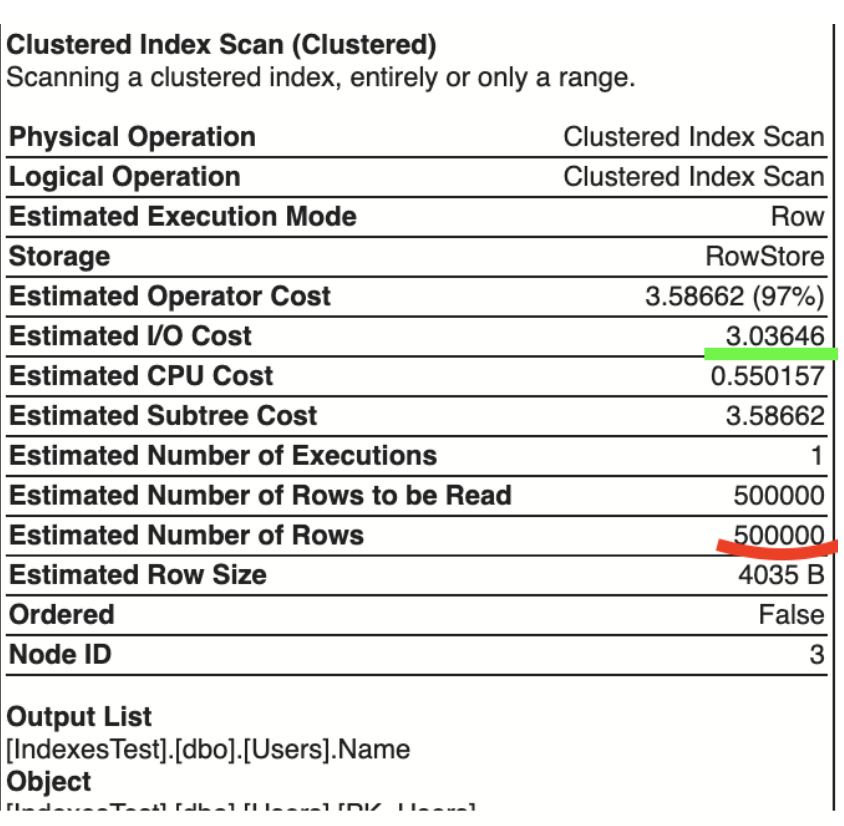 Clustered Index Scan (Clustered)
Scanning a clustered index, entirely or only a range.
Physical Operation Clustered Index Scan
Logical Operation Clustered Index Scan
Estimated Execution Mode Row
Storage RowStore
Estimated Operator Cost 3.58662 (97%)
Estimated I/O Cost 3.03646
Estimated CPU Cost 0.550157
Estimated Subtree Cost 3.58662
Estimated Number of Executions 1
Estimated Number of Rows to be Read 500000
Estimated Number of Rows 500000
Estimated Row Size 4035 B
Ordered False
Node ID 3
Output List
[IndexesTest].[dbo].[Users].Name
Object
[IndexesTest].[dbo].[Users].[PK_Users]